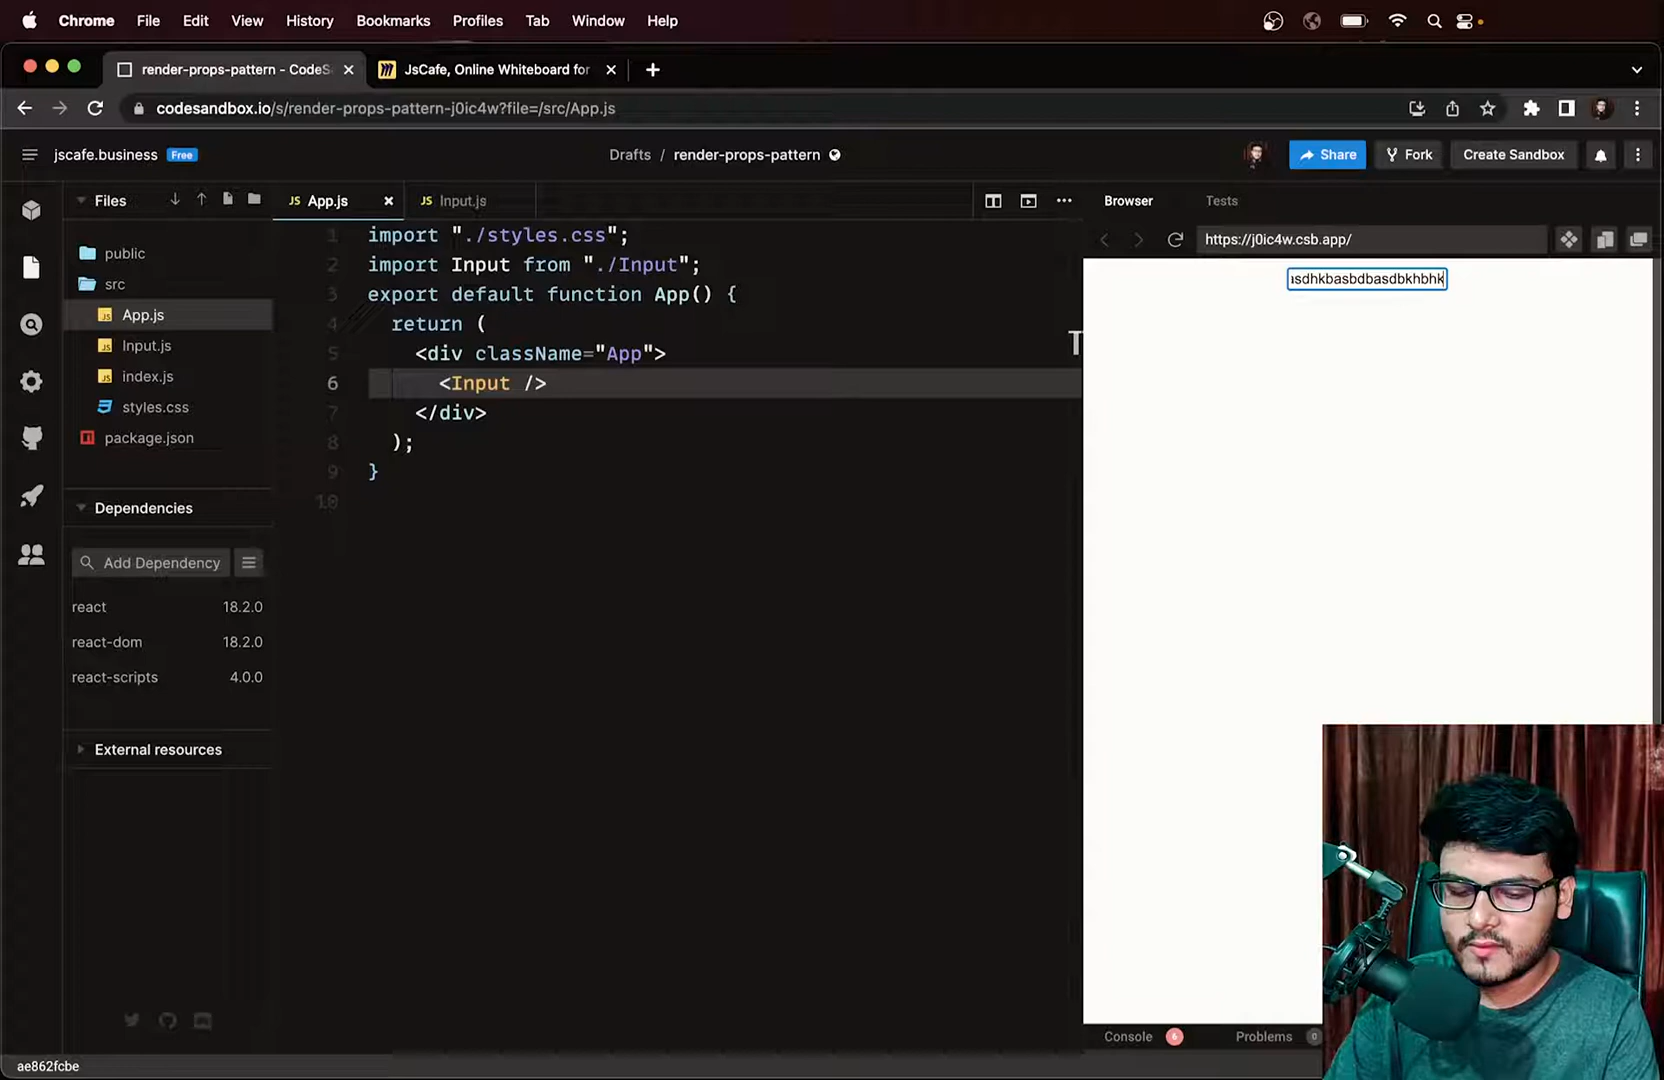 Chrome File Edit View History Bookmarks Profiles Tab Window Help
render-props-pattern - CodeS
JsCafe, Online Whiteboard for
codesandbox.io/s/render-props-pattern-j0ic4w?file=/src/App.js
jscafe.business Free
Drafts / render-props-pattern
Share Fork Create Sandbox
Files
App.js
Input.js
Browser Tests
https://j0ic4w.csb.app/
public
src
App.js
Input.js
index.js
styles.css
package.json
1 import "./styles.css";
2 import Input from "./Input";
3 export default function App() {
4 return (
5 <div className="App">
6 <Input />
7 </div>
8 );
9 }
10
asdhkbasbdbasdbkhbhk
Dependencies
Add Dependency
react 18.2.0
react-dom 18.2.0
react-scripts 4.0.0
External resources
Console 6 Problems 0
ae862fcbe